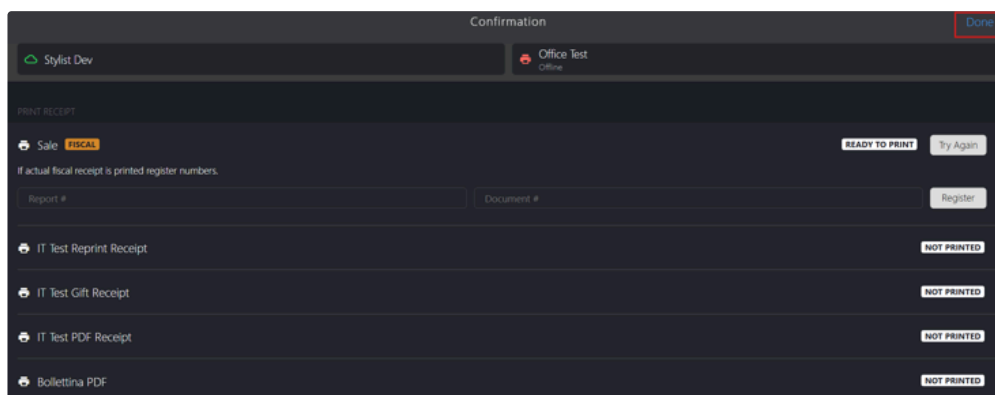 Confirmation
Done
Stylist Dev
Office Test
Offline
PRINT RECEIPT
Sale FISCAL
READY TO PRINT
Try Again
If actual fiscal receipt is printed register numbers.
Report #
Document #
Register
IT Test Reprint Receipt
NOT PRINTED
IT Test Gift Receipt
NOT PRINTED
IT Test PDF Receipt
NOT PRINTED
Bollettina PDF
NOT PRINTED